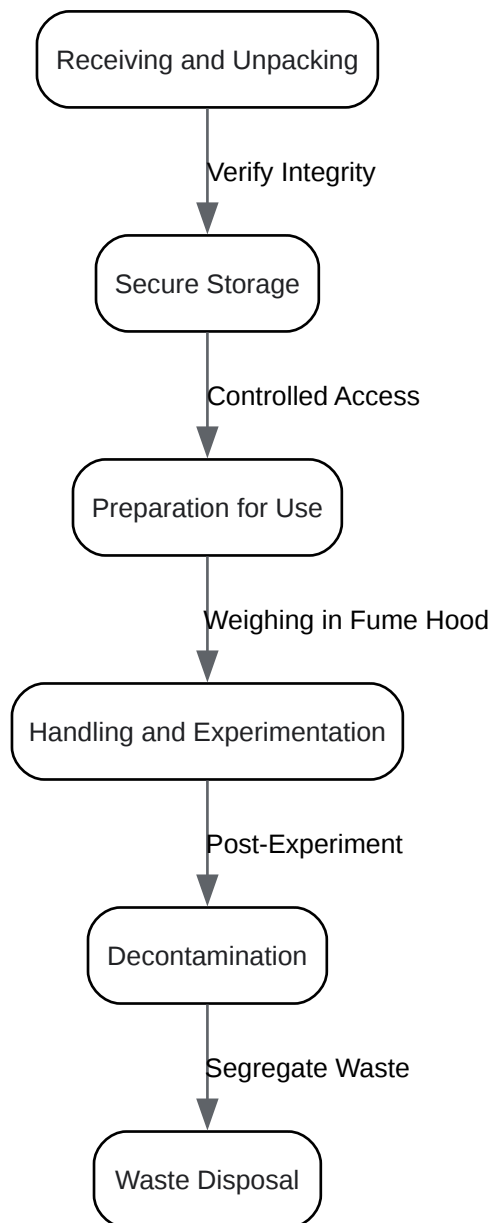 Receiving and Unpacking
Verify Integrity
Secure Storage
Controlled Access
Preparation for Use
Weighing in Fume Hood
Handling and Experimentation
Post-Experiment
Decontamination
Segregate Waste
Waste Disposal